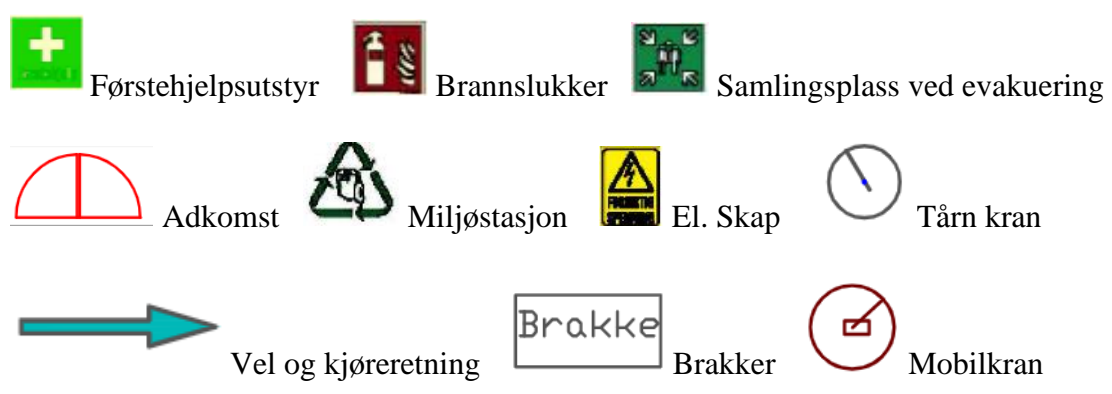 Førstehjelpsutstyr Brannslukker Samlingsplass ved evakuering
Adkomst Miljøstasjon El. Skap Tårn kran
Vel og kjøreretning Brakke Brakker Mobilkran